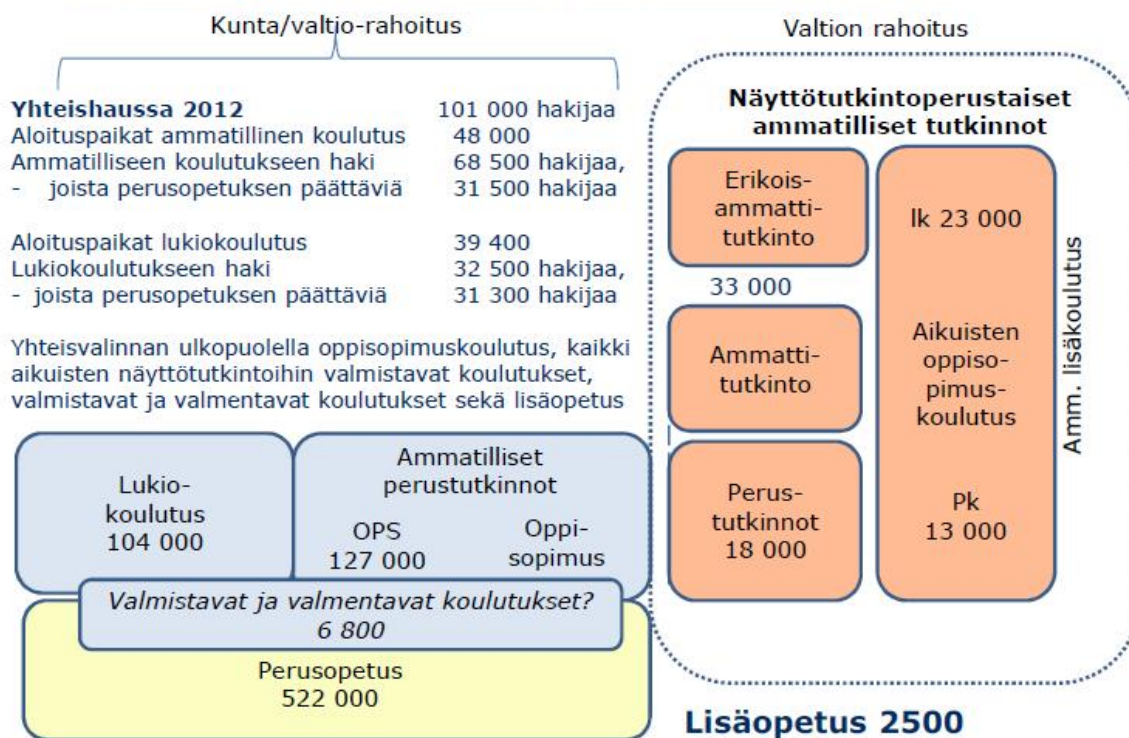 Kunta/valtio-rahoitus
Yhteishaussa 2012 101 000 hakijaa
Aloituspaikat ammatillinen koulutus 48 000
Ammatilliseen koulutukseen haki 68 500 hakijaa,
- joista perusopetuksen päättäviä 31 500 hakijaa
Aloituspaikat lukiokoulutus 39 400
Lukiokoulutukseen haki 32 500 hakijaa,
- joista perusopetuksen päättäviä 31 300 hakijaa
Yhteisvalinnan ulkopuolella oppisopimuskoulutus, kaikki
aikuisten näyttötutkintoihin valmistavat koulutukset,
valmistavat ja valmentavat koulutukset sekä lisäopetus
Lukio-
koulutus
104 000
Ammatilliset
perustutkinnot
OPS
127 000
Oppi-
sopimus
Valmistavat ja valmentavat koulutukset?
6 800
Perusopetus
522 000
Valtion rahoitus
Näyttötutkintoperustaiset
ammatilliset tutkinnot
Erikois-
ammatti-
tutkinto
33 000
Ammatti-
tutkinto
Perus-
tutkinnot
18 000
lk 23 000
Aikuisten
oppiso-
pimus-
koulutus
Pk
13 000
Amm. lisäkoulutus
Lisäopetus 2500